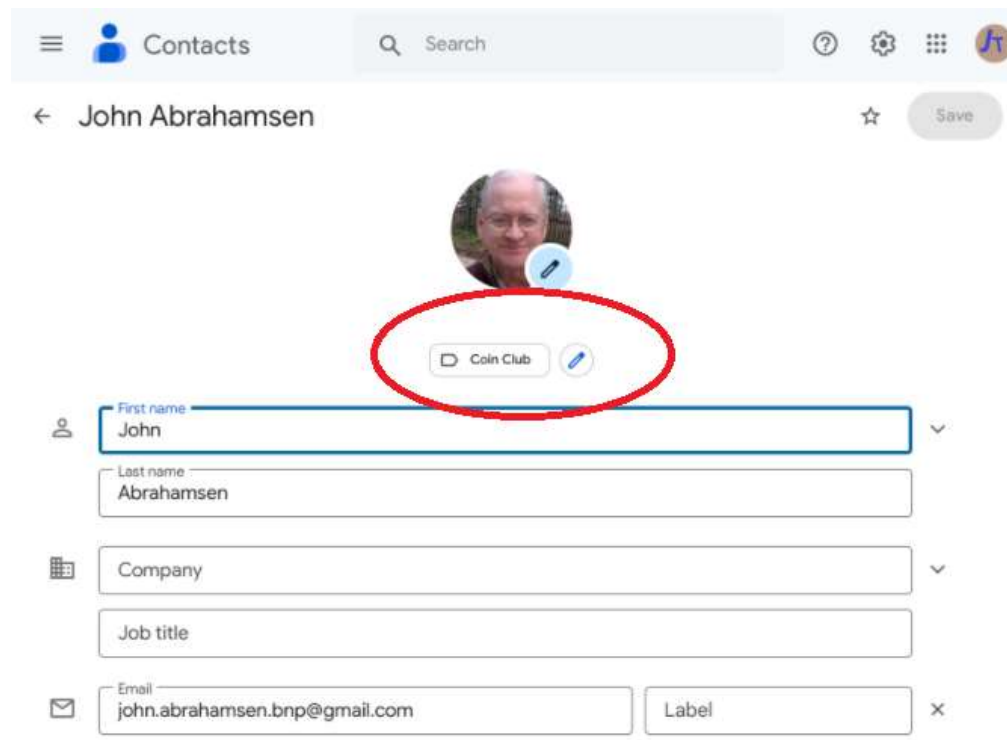 Contacts
Search
JT
John Abrahamsen
Save
Coin Club
First name
John
Last name
Abrahamsen
Company
Job title
Email
john.abrahamsen.bnp@gmail.com
Label